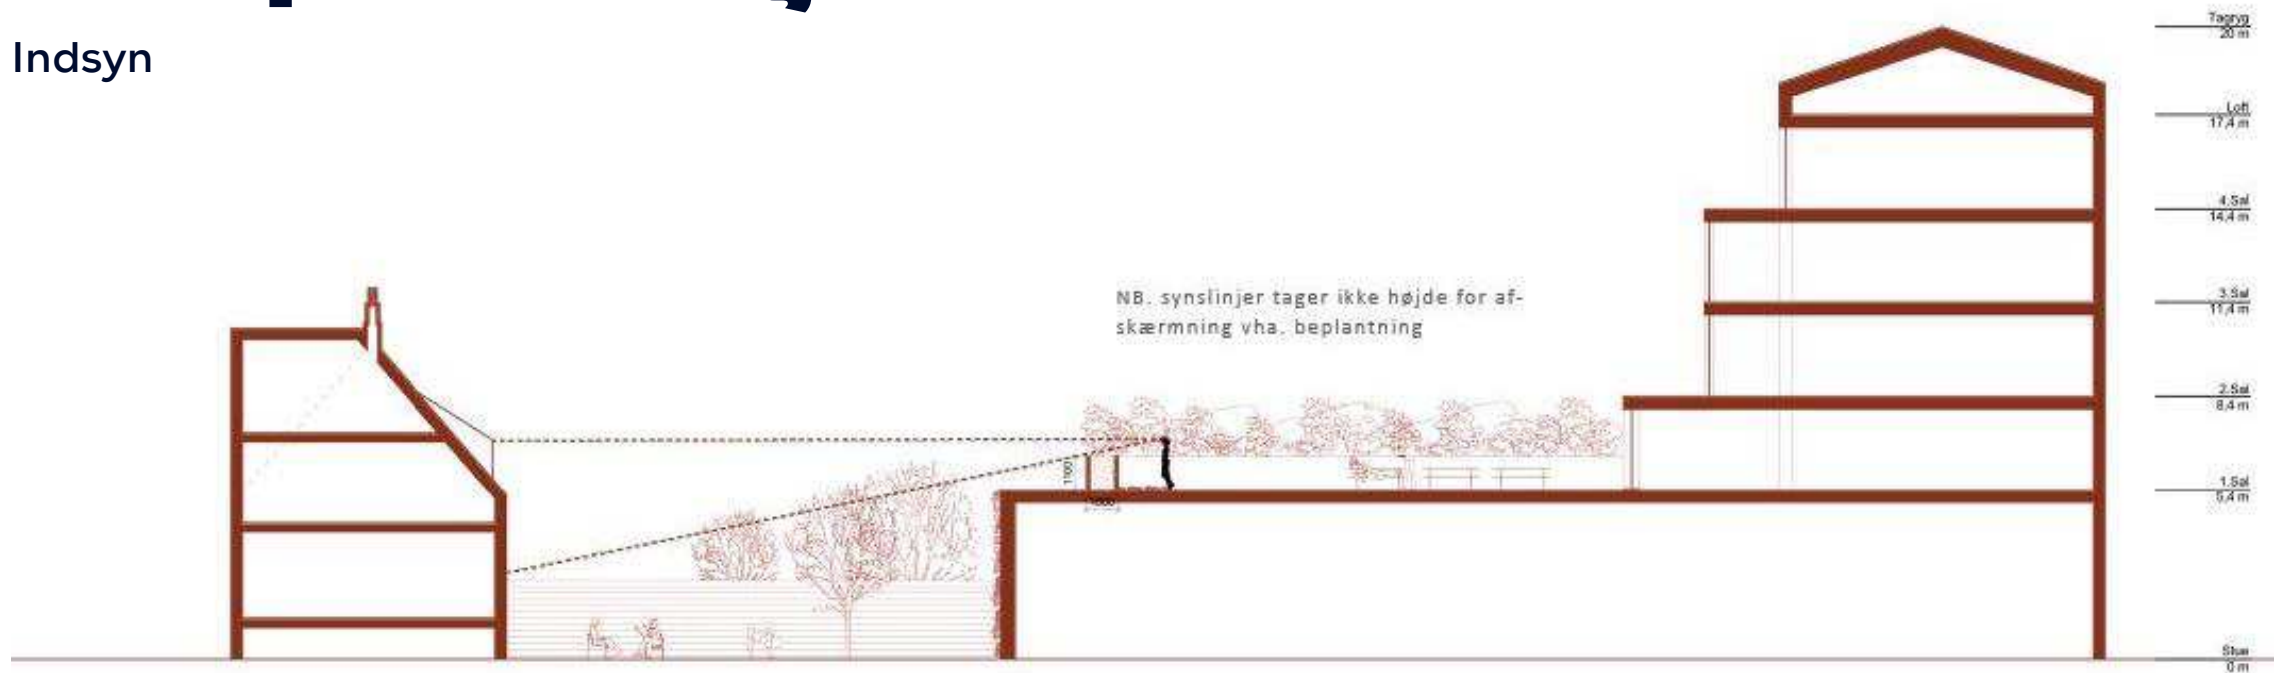 Indsyn
Tagryg
20 m
Loft
17,4 m
4.Sal
14,4 m
NB. synslinjer tager ikke højde for af-
skærmning vha. beplantning
3.Sal
11,4 m
2.Sal
8,4 m
1100
1.Sal
5,4 m
Stue
0 m